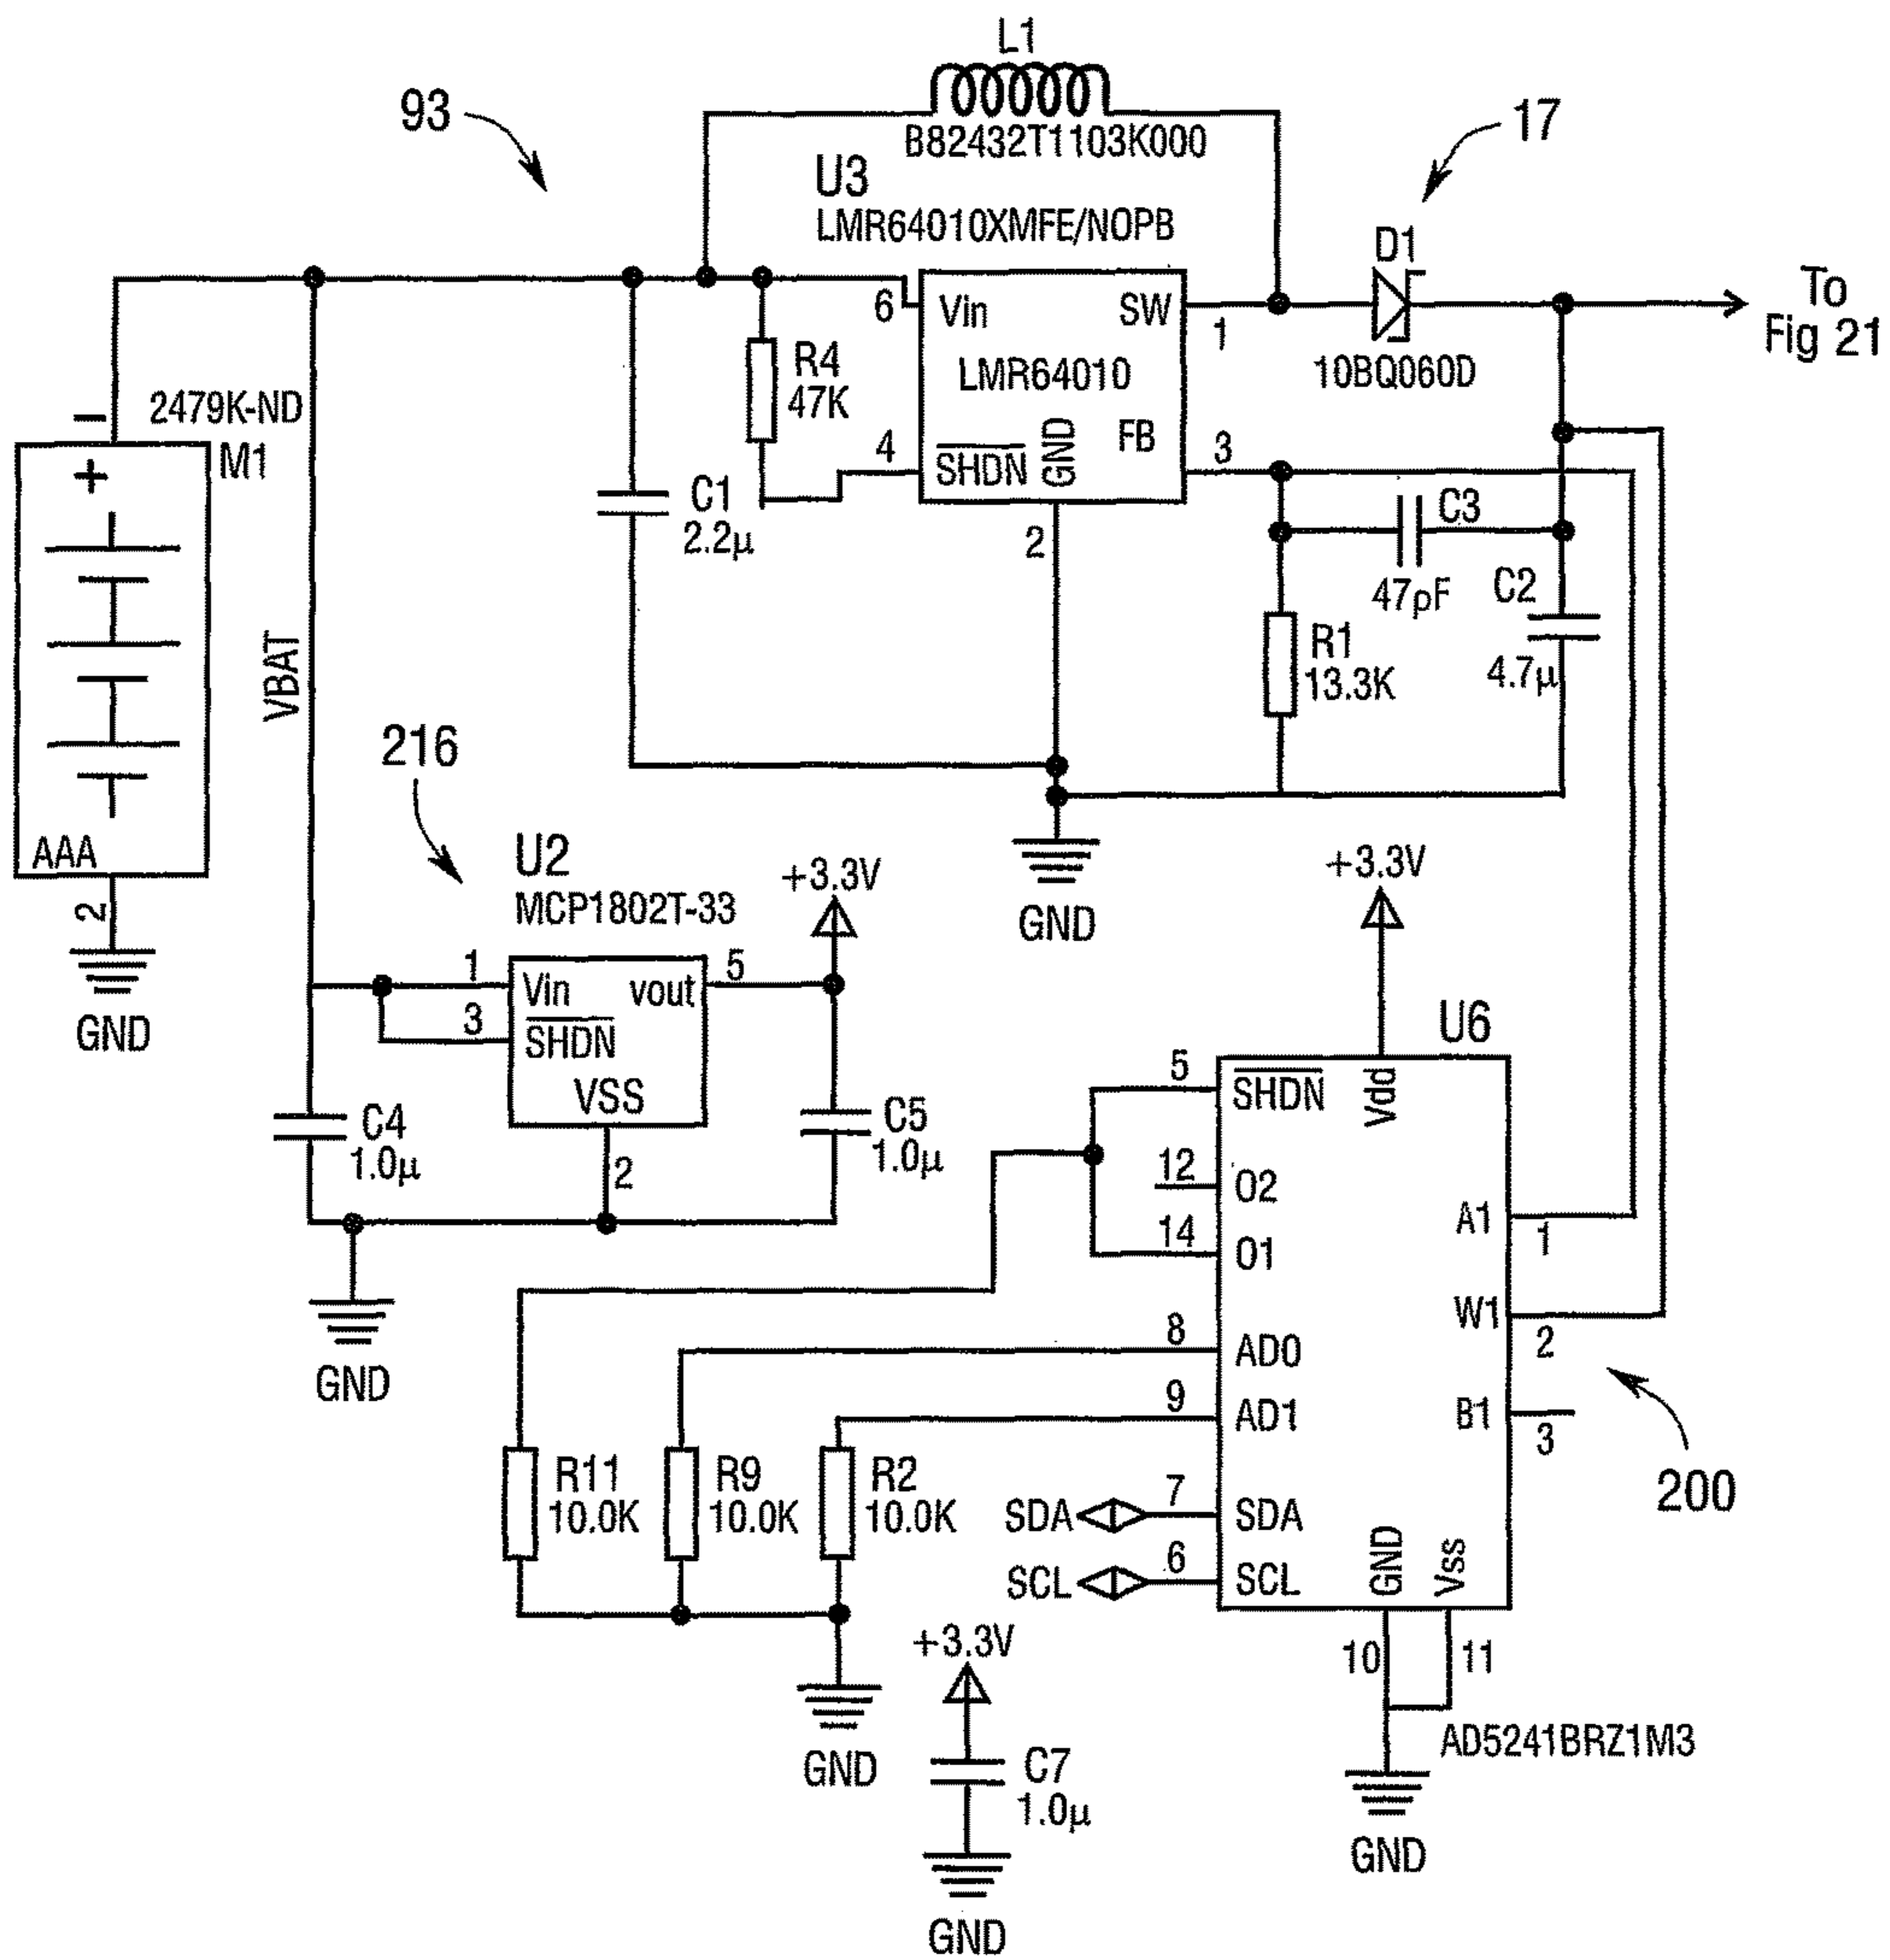 L1
B82432T1103K000
93
17
U3
LMR64010XMFE/NOPB
D1
10BQ060D
To
Fig 21
6
Vin
SW
1
LMR64010
4
SHDN
GND
FB
3
2
R4
47K
2479K-ND
M1
−
+
AAA
2
GND
VBAT
C1
2.2µ
C3
47pF
C2
4.7µ
R1
13.3K
GND
216
U2
MCP1802T-33
+3.3V
1
Vin
vout
5
3
SHDN
VSS
2
C4
1.0µ
C5
1.0µ
GND
+3.3V
U6
5
SHDN
Vdd
12
O2
14
O1
A1
1
W1
2
8
AD0
9
AD1
B1
3
200
R11
10.0K
R9
10.0K
R2
10.0K
SDA
7
SDA
SCL
6
SCL
GND
Vss
10
11
AD5241BRZ1M3
GND
GND
+3.3V
C7
1.0µ
GND